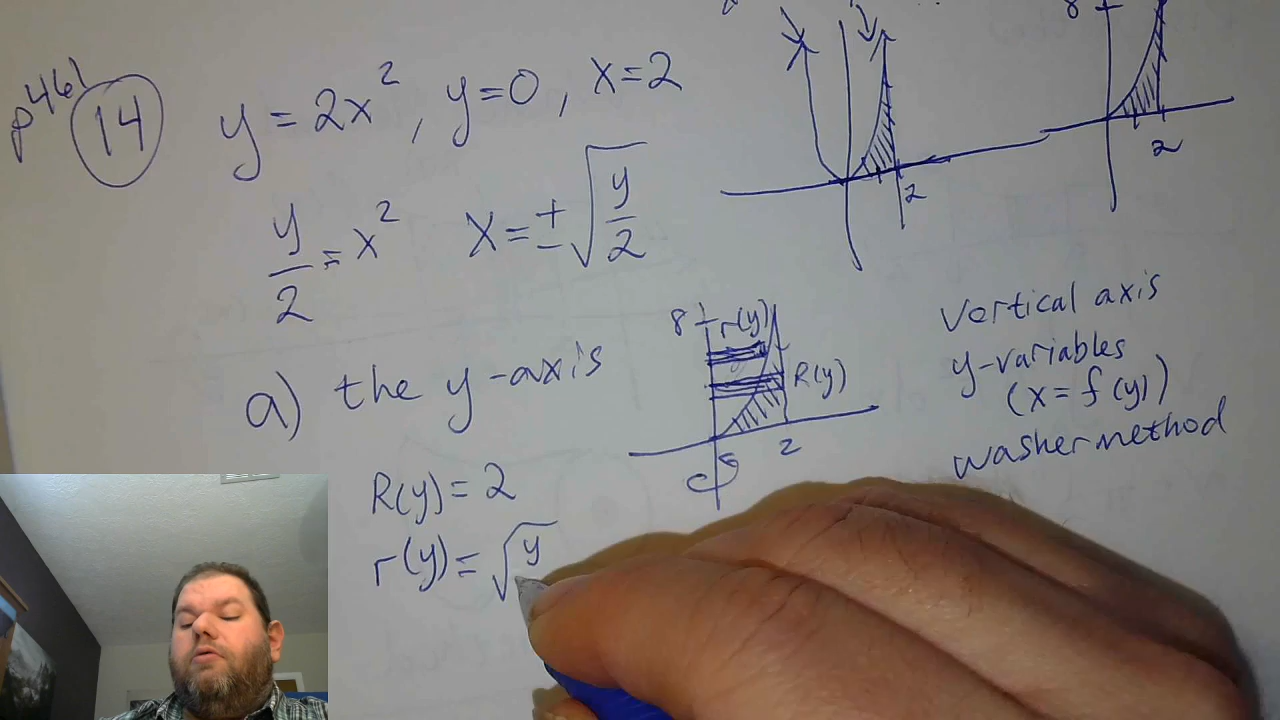 p461
14
y = 2x², y=0, x=2
y/2 = x²  x = ±√(y/2)
2
8
2
a) the y-axis
8
r(y)
R(y)
2
vertical axis
y-variables
(x = f(y))
washer method
R(y) = 2
r(y) = √y